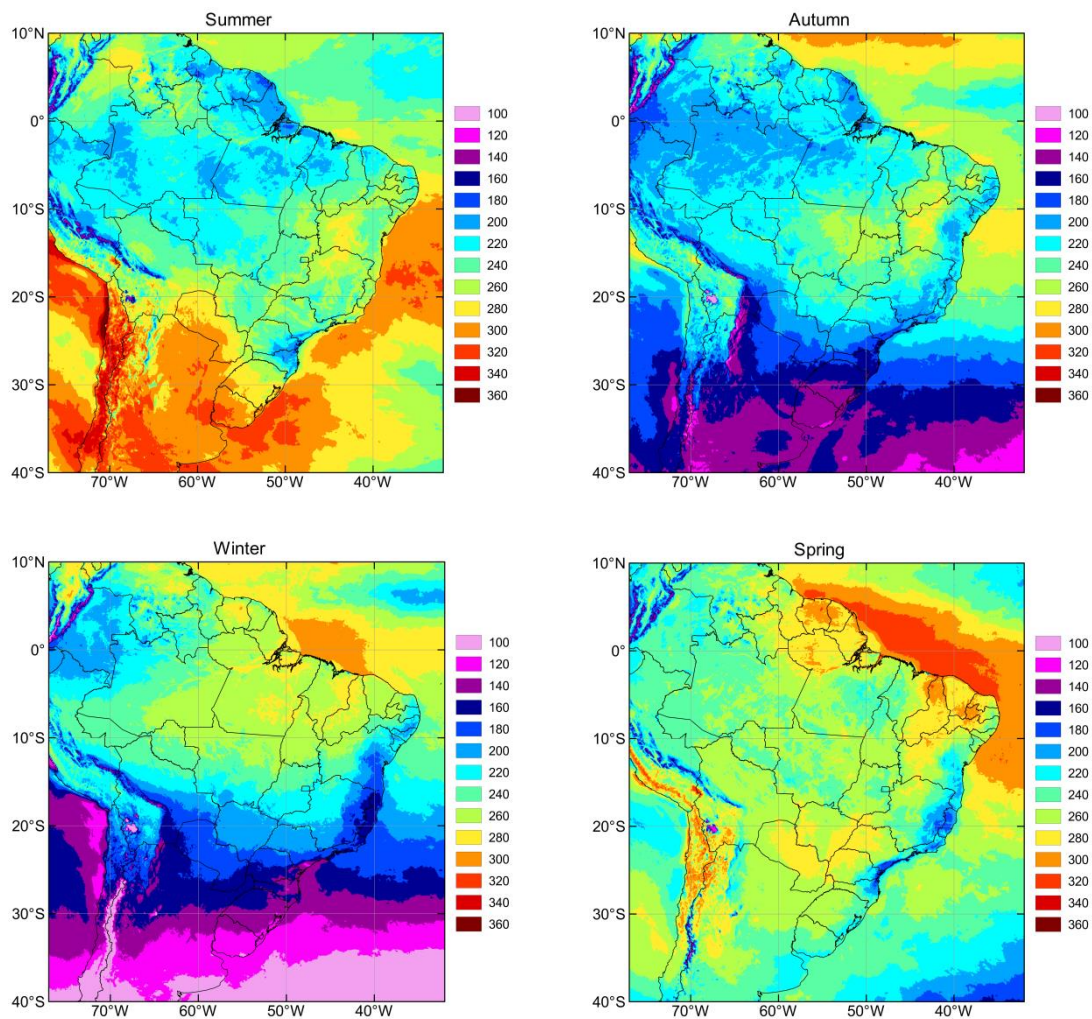 Summer
10°N
0°
10°S
20°S
30°S
40°S
70°W
60°W
50°W
40°W
100
120
140
160
180
200
220
240
260
280
300
320
340
360
Autumn
10°N
0°
10°S
20°S
30°S
40°S
70°W
60°W
50°W
40°W
100
120
140
160
180
200
220
240
260
280
300
320
340
360
Winter
10°N
0°
10°S
20°S
30°S
40°S
70°W
60°W
50°W
40°W
100
120
140
160
180
200
220
240
260
280
300
320
340
360
Spring
10°N
0°
10°S
20°S
30°S
40°S
70°W
60°W
50°W
40°W
100
120
140
160
180
200
220
240
260
280
300
320
340
360